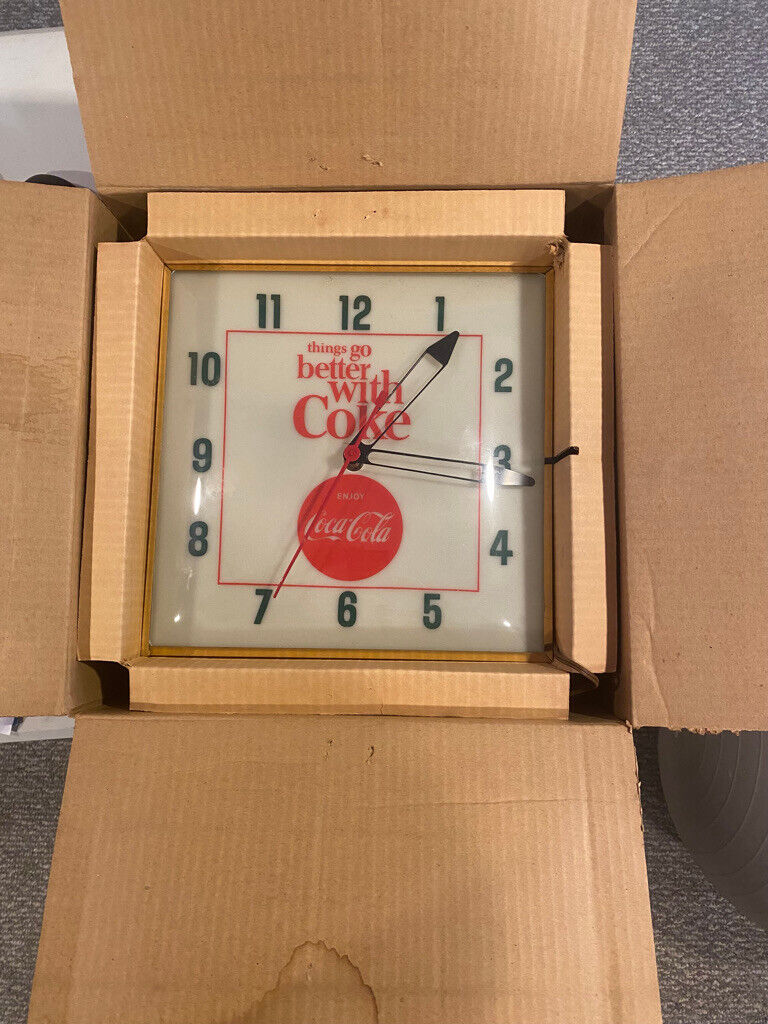 11 12 1
things go
better
with
Coke
10 2
9 3
ENJOY
Coca-Cola
8 4
7 6 5